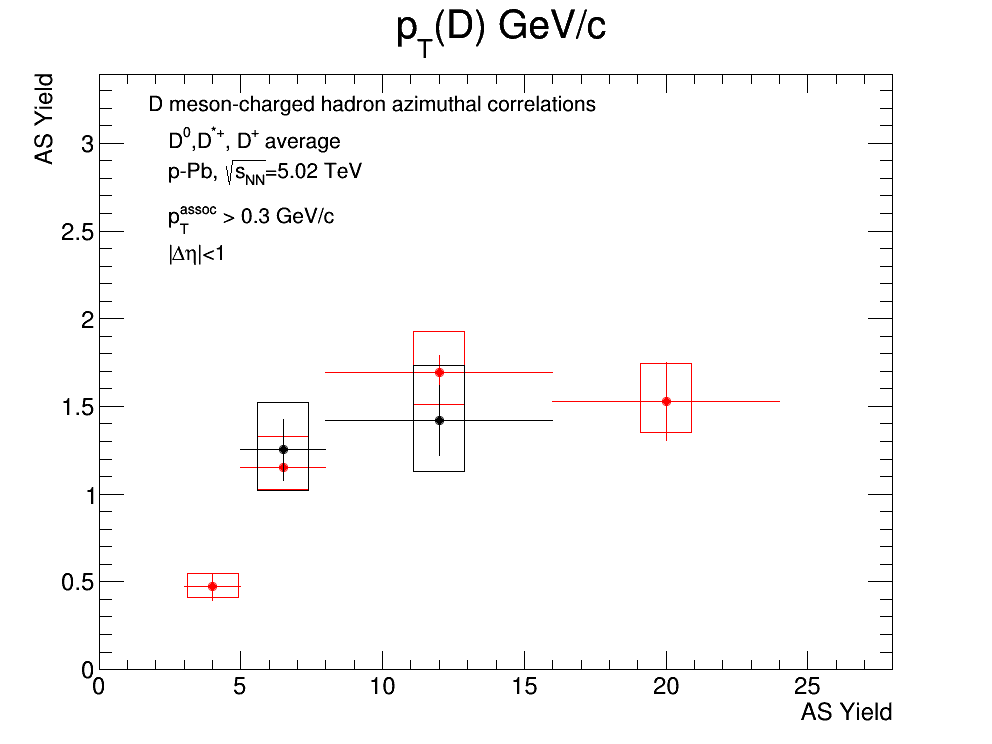 p_T(D) GeV/c
AS Yield
D meson-charged hadron azimuthal correlations
D^0,D^*+, D^+ average
p-Pb, √s_NN=5.02 TeV
p_T^assoc > 0.3 GeV/c
|Δη|<1
3
2.5
2
1.5
1
0.5
0
0 5 10 15 20 25
AS Yield